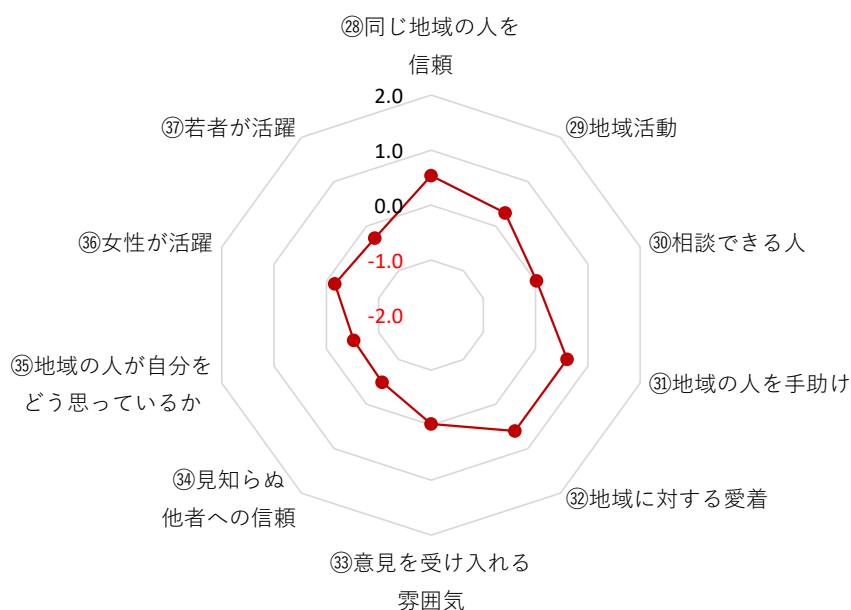 ㉘同じ地域の人を
信頼
㉙地域活動
㉚相談できる人
㉛地域の人を手助け
㉜地域に対する愛着
㉝意見を受け入れる
雰囲気
㉞見知らぬ
他者への信頼
㉟地域の人が自分を
どう思っているか
㊱女性が活躍
㊲若者が活躍
2.0
1.0
0.0
-1.0
-2.0